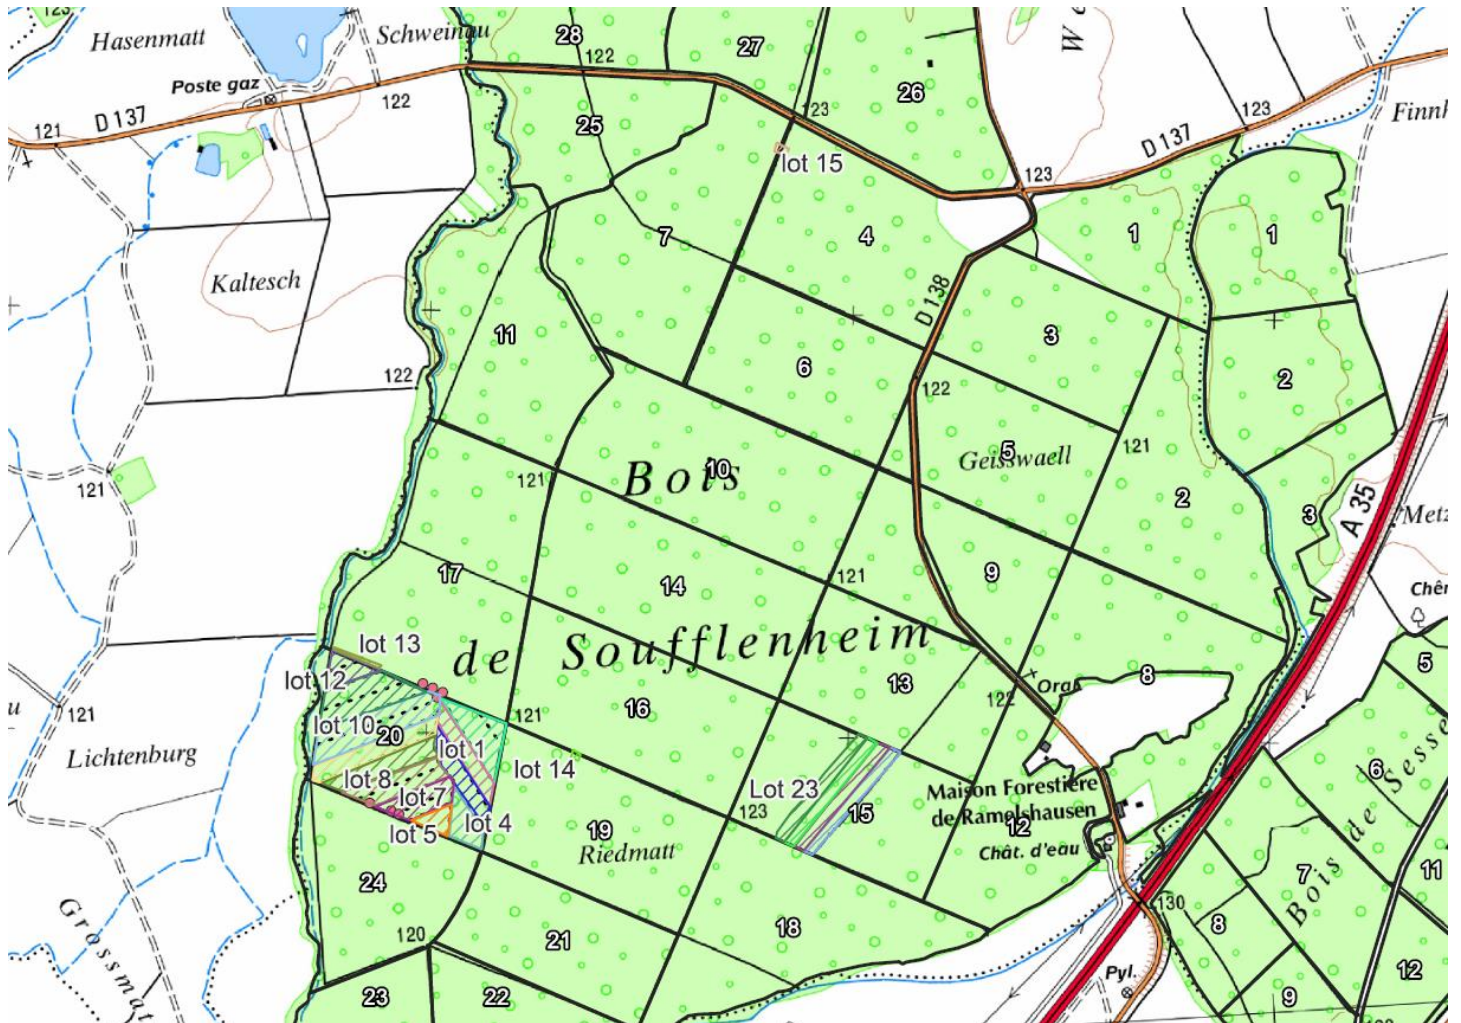 123
Hasenmatt
Schweinau
28
122
27
26
We
Poste gaz
122
D 137
121
25
123
123
D 137
Finnh
lot 15
123
7
4
1
1
Kaltesch
D 138
11
3
6
2
122
122
5
Geisswaell
121
10
Bois
121
121
2
3
A 35
Metz
17
14
121
9
Chên
de Soufflenheim
lot 13
lot 12
13
8
5
u
121
16
122
Orat
121
lot 10
20
lot 1
Lichtenburg
lot 14
lot 8
lot 7
Lot 23
6
Maison Forestière
de Ramelshausen
123
15
12
lot 5
lot 4
19
Riedmatt
Chât. d'eau
7
Bois de Sesse
11
24
Grossmat
130
8
120
21
18
Pyl.
12
23
22
9